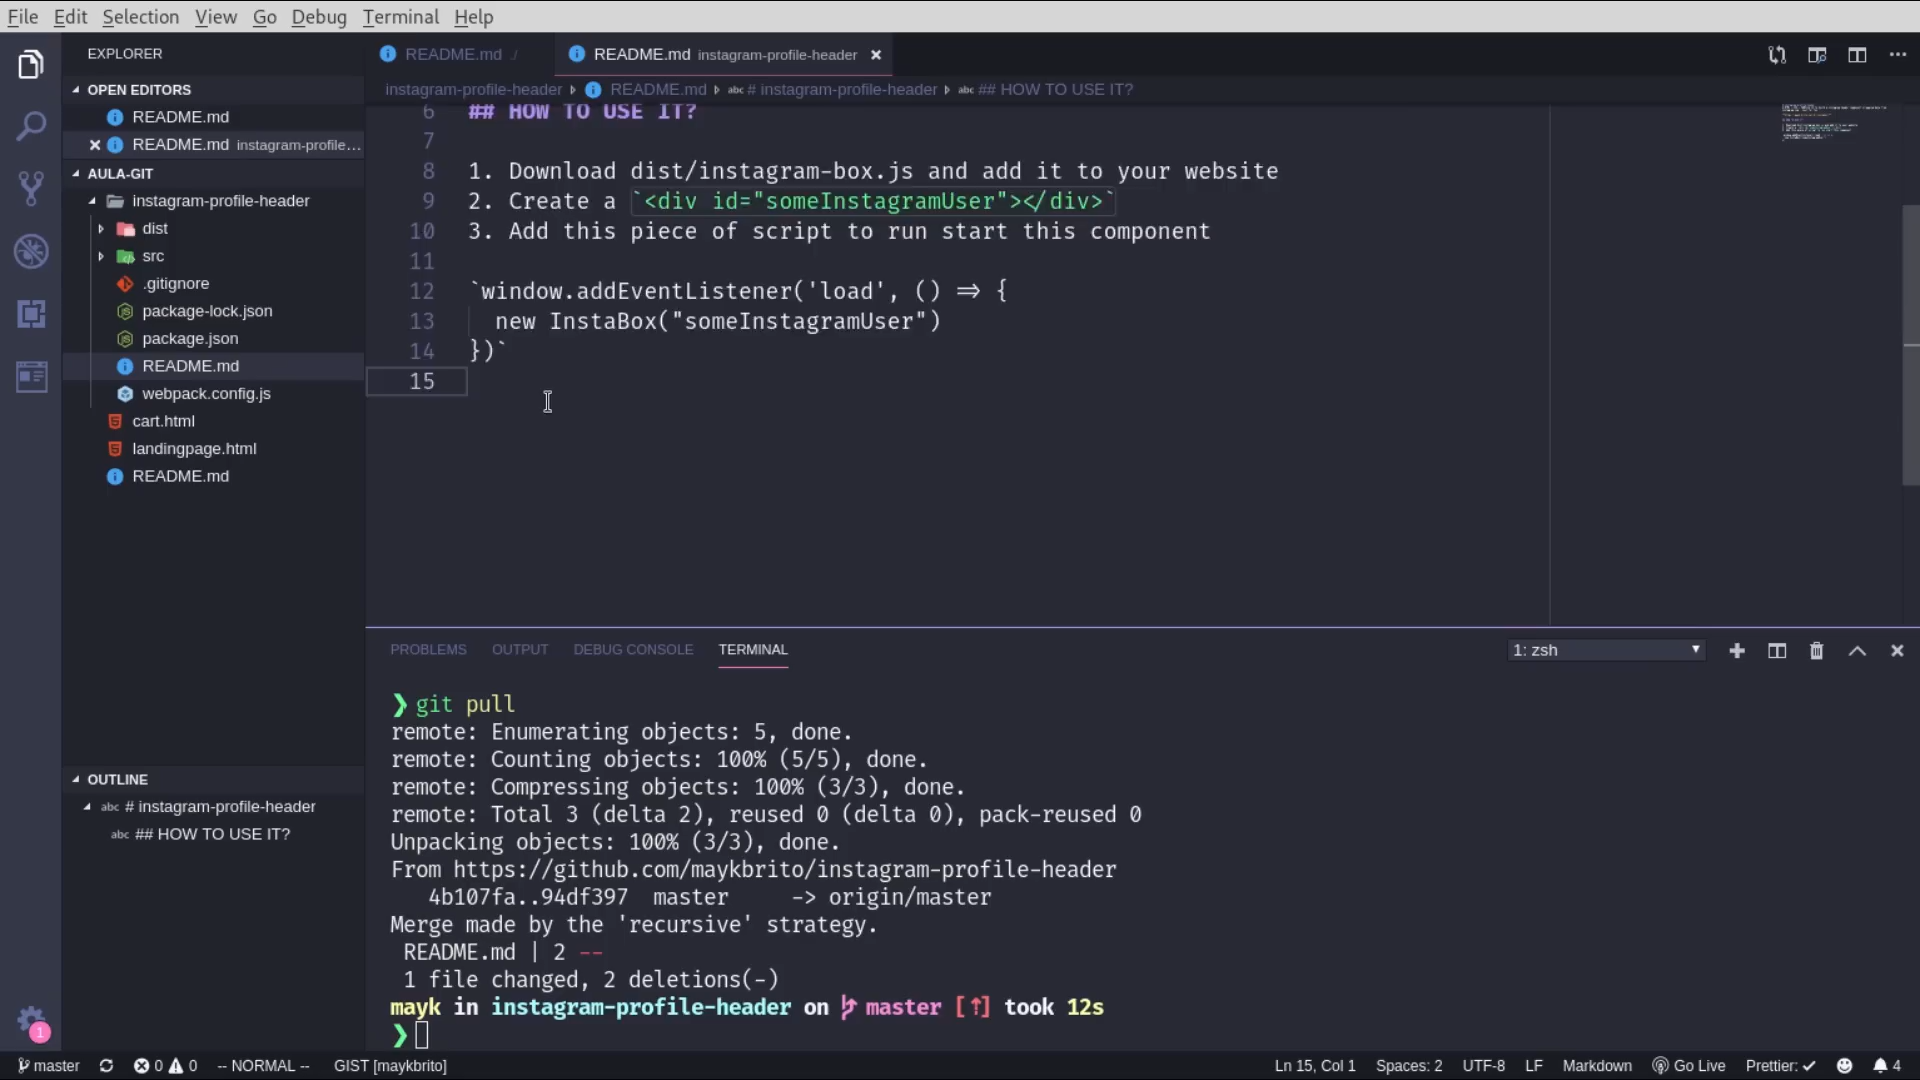 File Edit Selection View Go Debug Terminal Help
EXPLORER
OPEN EDITORS
README.md
README.md instagram-profile...
AULA-GIT
instagram-profile-header
dist
src
.gitignore
package-lock.json
package.json
README.md
webpack.config.js
cart.html
landingpage.html
README.md
OUTLINE
abc # instagram-profile-header
abc ## HOW TO USE IT?
README.md ./
README.md instagram-profile-header
instagram-profile-header README.md abc # instagram-profile-header abc ## HOW TO USE IT?
6 ## HOW TO USE IT?
7
8 1. Download dist/instagram-box.js and add it to your website
9 2. Create a `<div id="someInstagramUser"></div>`
10 3. Add this piece of script to run start this component
11
12 `window.addEventListener('load', () => {
13 new InstaBox("someInstagramUser")
14 })`
15
PROBLEMS OUTPUT DEBUG CONSOLE TERMINAL
1: zsh
❯ git pull
remote: Enumerating objects: 5, done.
remote: Counting objects: 100% (5/5), done.
remote: Compressing objects: 100% (3/3), done.
remote: Total 3 (delta 2), reused 0 (delta 0), pack-reused 0
Unpacking objects: 100% (3/3), done.
From https://github.com/maykbrito/instagram-profile-header
4b107fa..94df397 master -> origin/master
Merge made by the 'recursive' strategy.
README.md | 2 --
1 file changed, 2 deletions(-)
mayk in instagram-profile-header on master [⇡] took 12s
❯
1
master 0 0 -- NORMAL -- GIST [maykbrito] Ln 15, Col 1 Spaces: 2 UTF-8 LF Markdown Go Live Prettier: ✓ 4